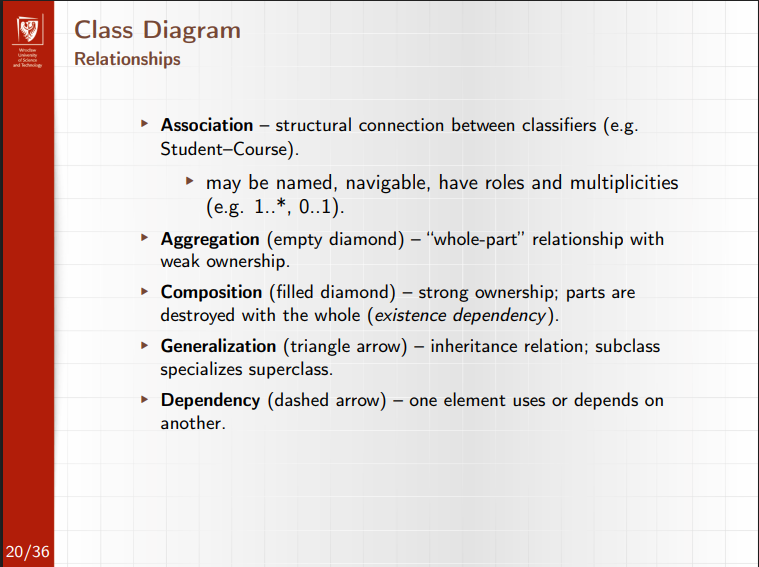 Class Diagram
Relationships
Wrocław
University
of Science
and Technology
► Association – structural connection between classifiers (e.g.
Student–Course).
► may be named, navigable, have roles and multiplicities
(e.g. 1..*, 0..1).
► Aggregation (empty diamond) – “whole-part” relationship with
weak ownership.
► Composition (filled diamond) – strong ownership; parts are
destroyed with the whole (existence dependency).
► Generalization (triangle arrow) – inheritance relation; subclass
specializes superclass.
► Dependency (dashed arrow) – one element uses or depends on
another.
20/36